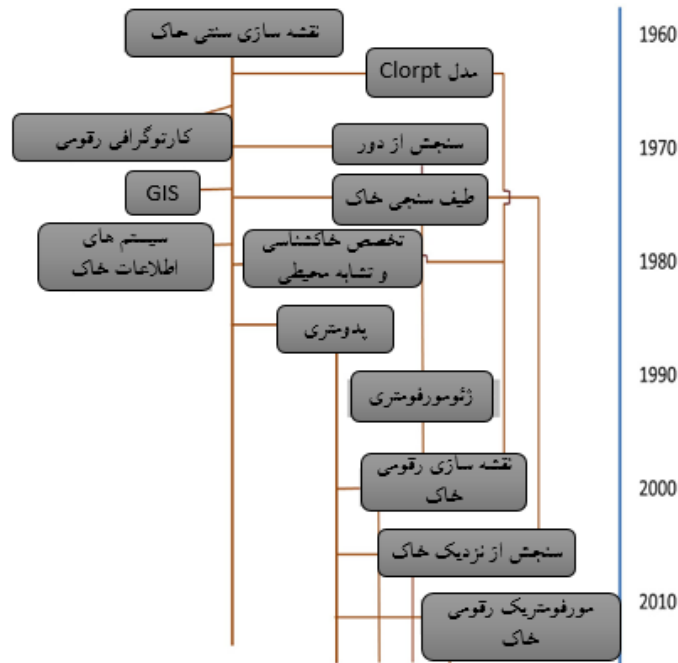 نقشه سازی سنتی خاک
1960
مدل Clorpt
کارتوگرافی رقومی
سنجش از دور
1970
GIS
طیف سنجی خاک
سیستم های
اطلاعات خاک
تخصص خاکشناسی
و تشابه محیطی
1980
پدومتری
1990
ژئومورفومتری
نقشه سازی رقومی
خاک
2000
سنجش از نزدیک خاک
مورفومتریک رقومی
خاک
2010